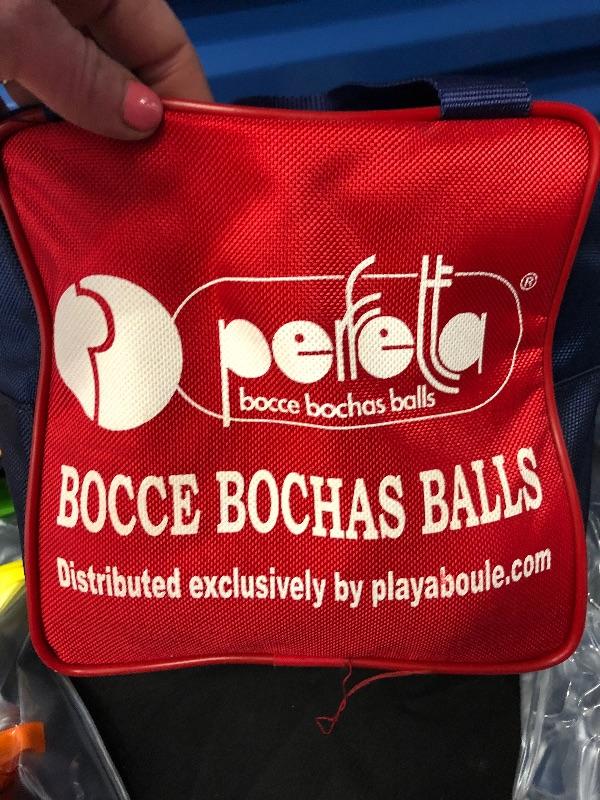 perfetta ®
bocce bochas balls
BOCCE BOCHAS BALLS
Distributed exclusively by playaboule.com